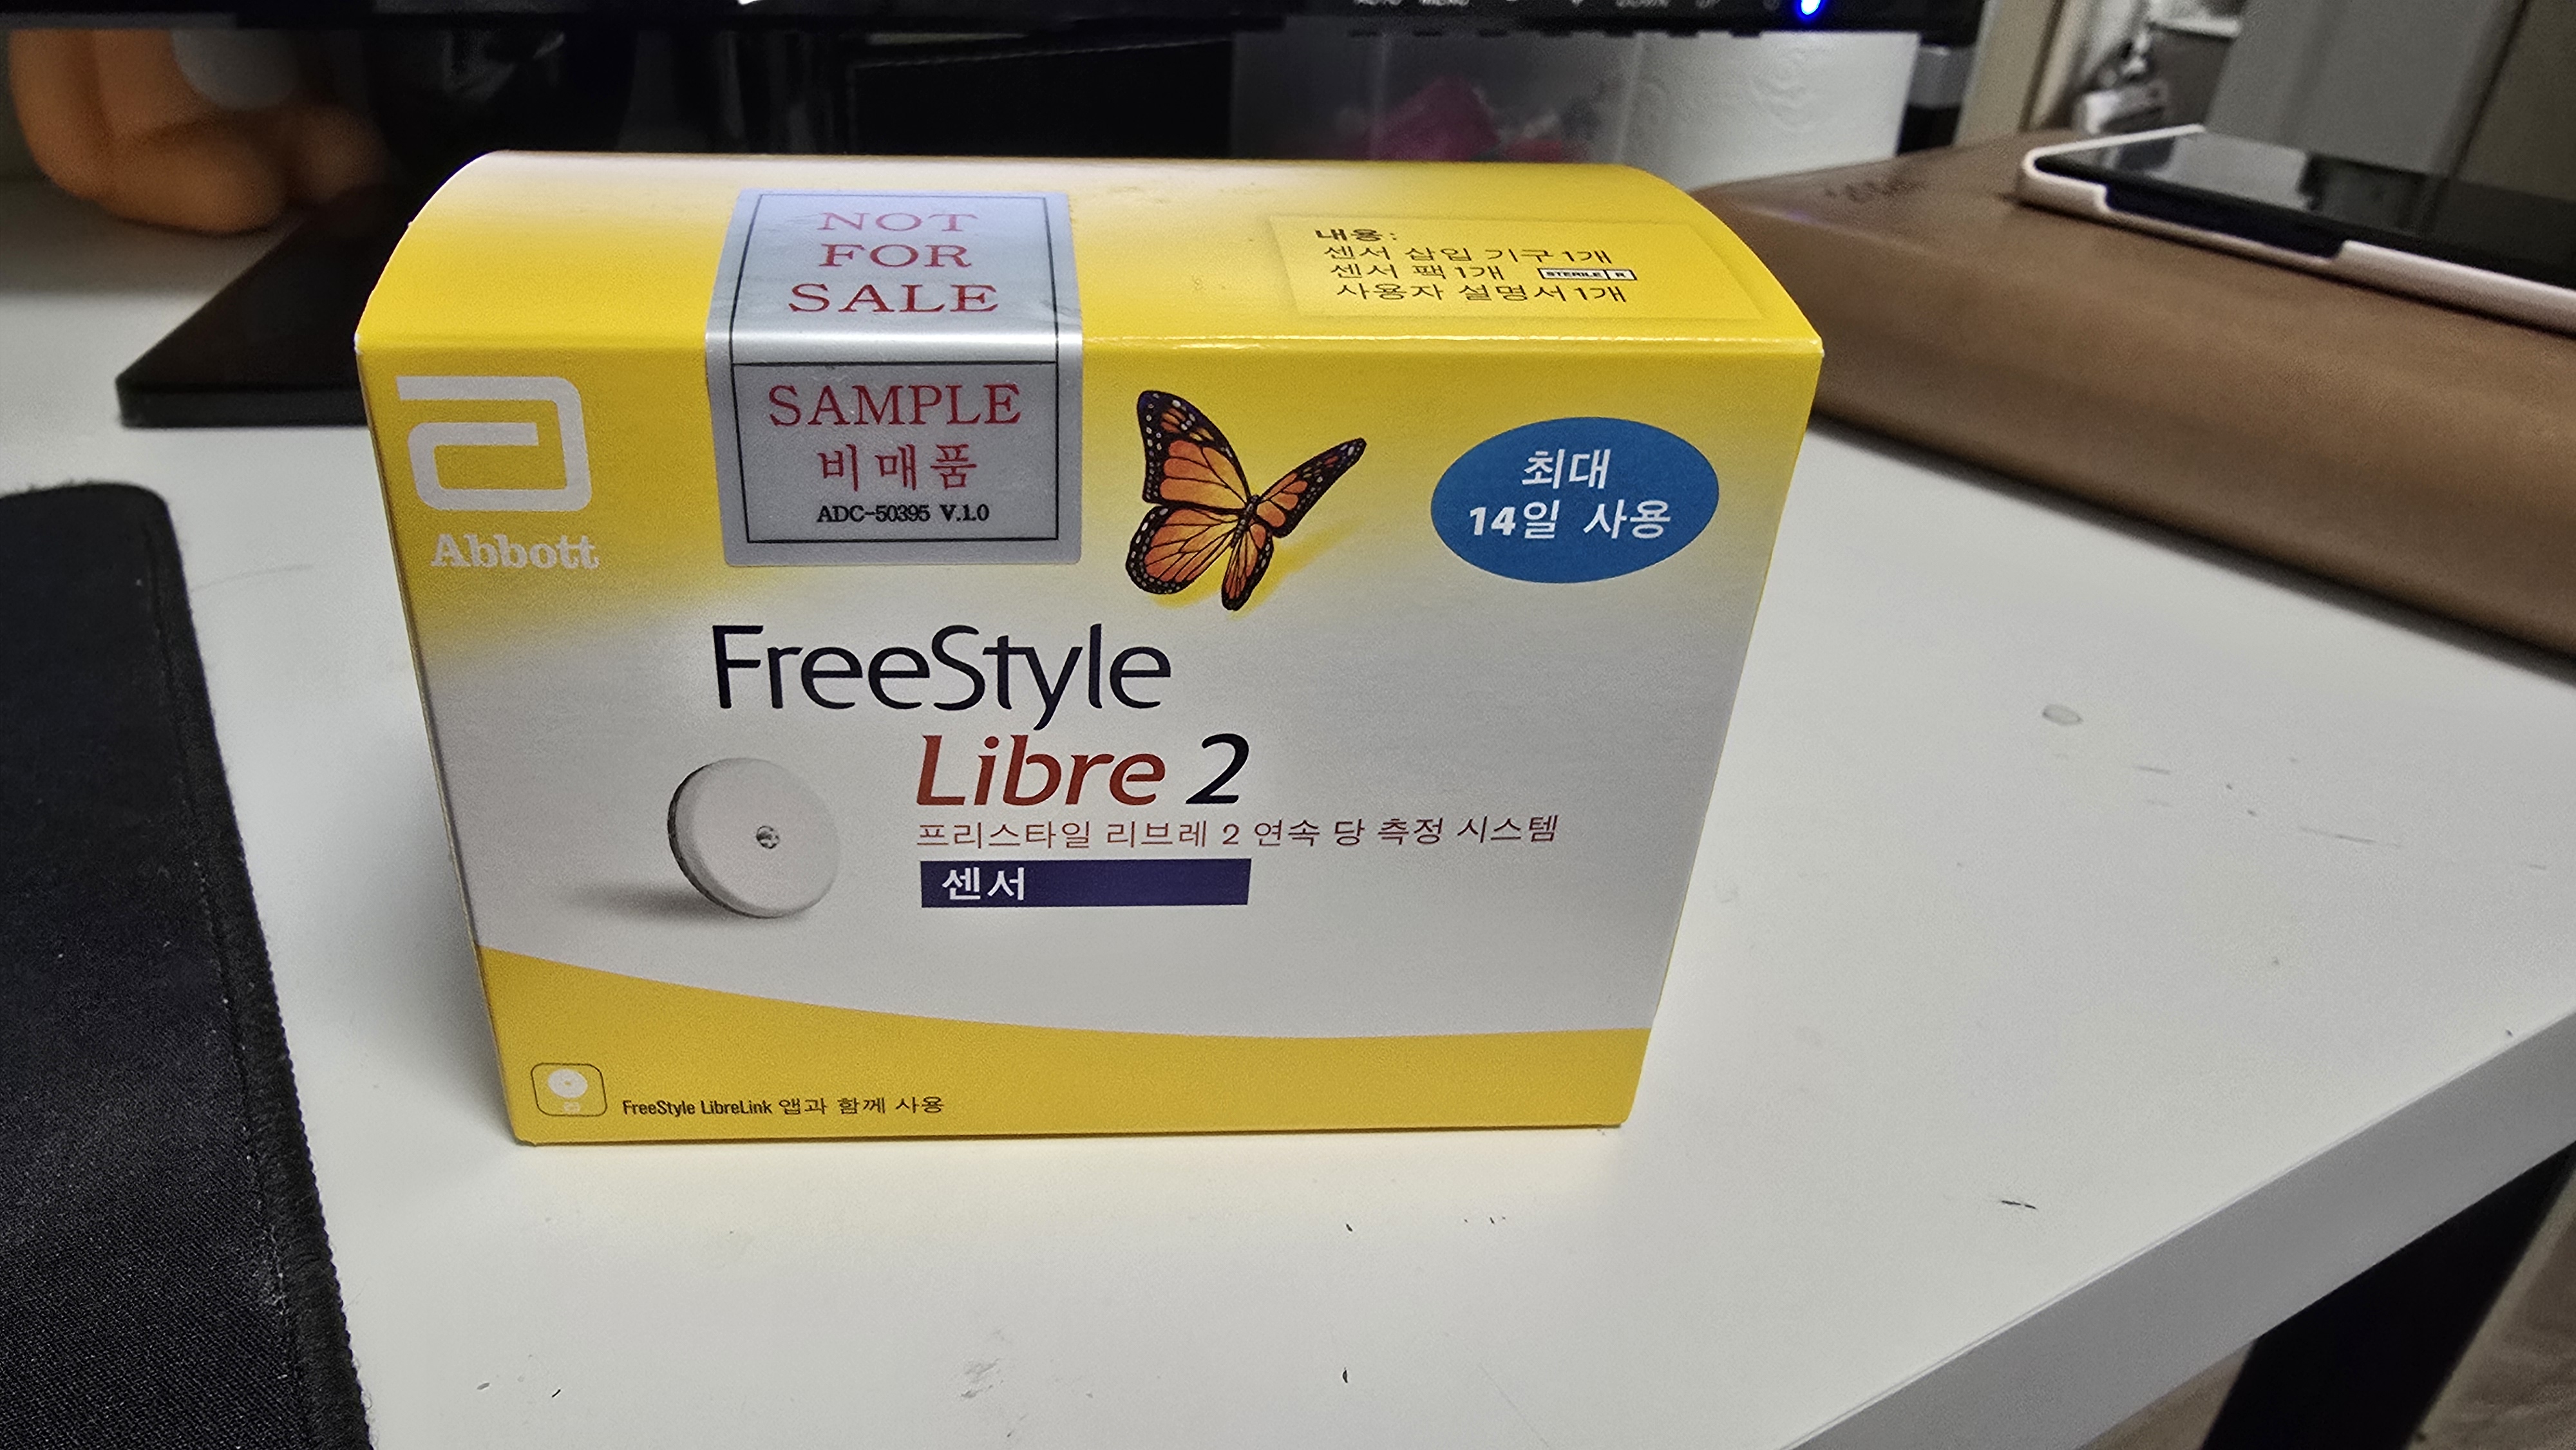 NOT
FOR
SALE
내용:
센서 삽입 기구 1개
센서 팩 1개 STERILE R
사용자 설명서 1개
Abbott
SAMPLE
비매품
ADC-50395 V.1.0
최대
14일 사용
FreeStyle
Libre 2
프리스타일 리브레 2 연속 당 측정 시스템
센서
FreeStyle LibreLink 앱과 함께 사용